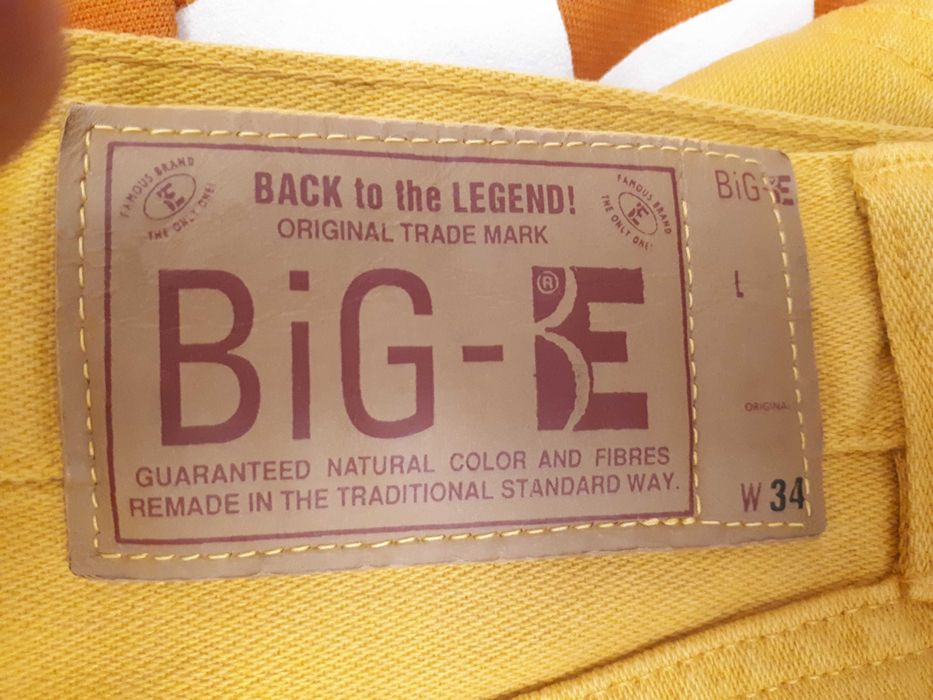 FAMOUS BRAND
E
THE ONLY ONE!
BACK to the LEGEND!
ORIGINAL TRADE MARK
FAMOUS BRAND
E
THE ONLY ONE!
BiG-E
®
GUARANTEED NATURAL COLOR AND FIBRES
REMADE IN THE TRADITIONAL STANDARD WAY.
BiG-E
L
ORIGINAL
W 34